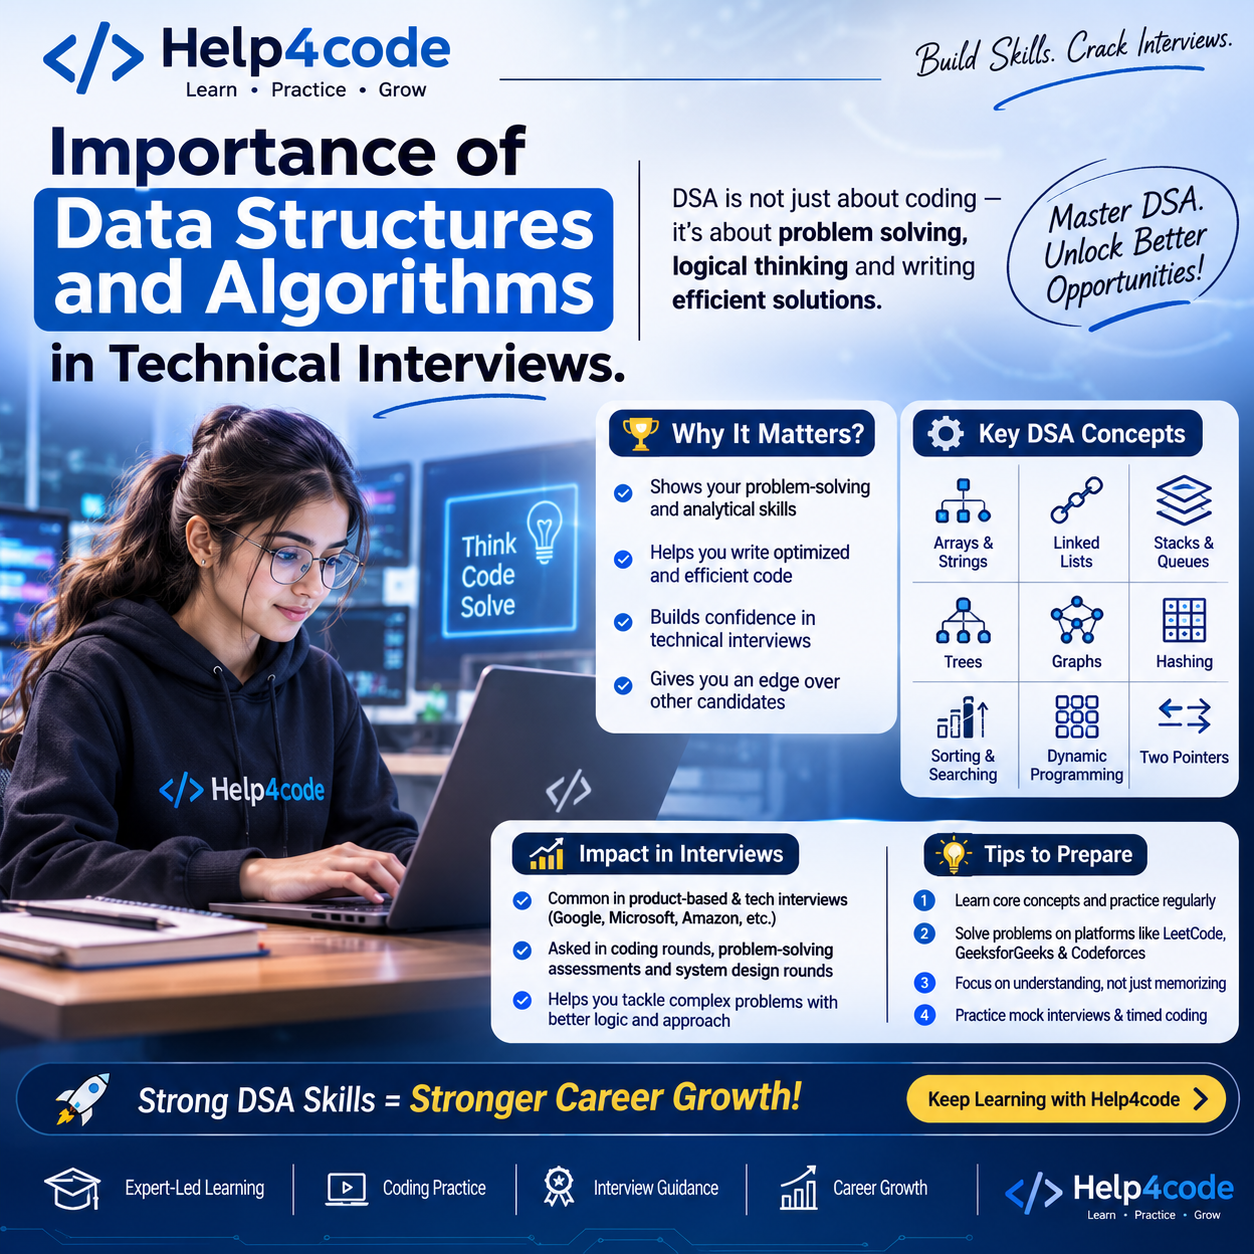 </> Help4code
Learn • Practice • Grow
Build Skills. Crack Interviews.
Importance of
Data Structures
and Algorithms
in Technical Interviews.
DSA is not just about coding –
it's about problem solving,
logical thinking and writing
efficient solutions.
Master DSA.
Unlock Better
Opportunities!
Think
Code
Solve
</> Help4code
</>
Why It Matters?
Shows your problem-solving
and analytical skills
Helps you write optimized
and efficient code
Builds confidence in
technical interviews
Gives you an edge over
other candidates
Key DSA Concepts
Arrays &
Strings
Linked
Lists
Stacks &
Queues
Trees
Graphs
Hashing
Sorting &
Searching
Dynamic
Programming
Two Pointers
Impact in Interviews
Common in product-based & tech interviews
(Google, Microsoft, Amazon, etc.)
Asked in coding rounds, problem-solving
assessments and system design rounds
Helps you tackle complex problems with
better logic and approach
Tips to Prepare
1 Learn core concepts and practice regularly
2 Solve problems on platforms like LeetCode,
GeeksforGeeks & Codeforces
3 Focus on understanding, not just memorizing
4 Practice mock interviews & timed coding
Strong DSA Skills = Stronger Career Growth!
Keep Learning with Help4code
Expert-Led Learning
Coding Practice
Interview Guidance
Career Growth
</> Help4code
Learn • Practice • Grow